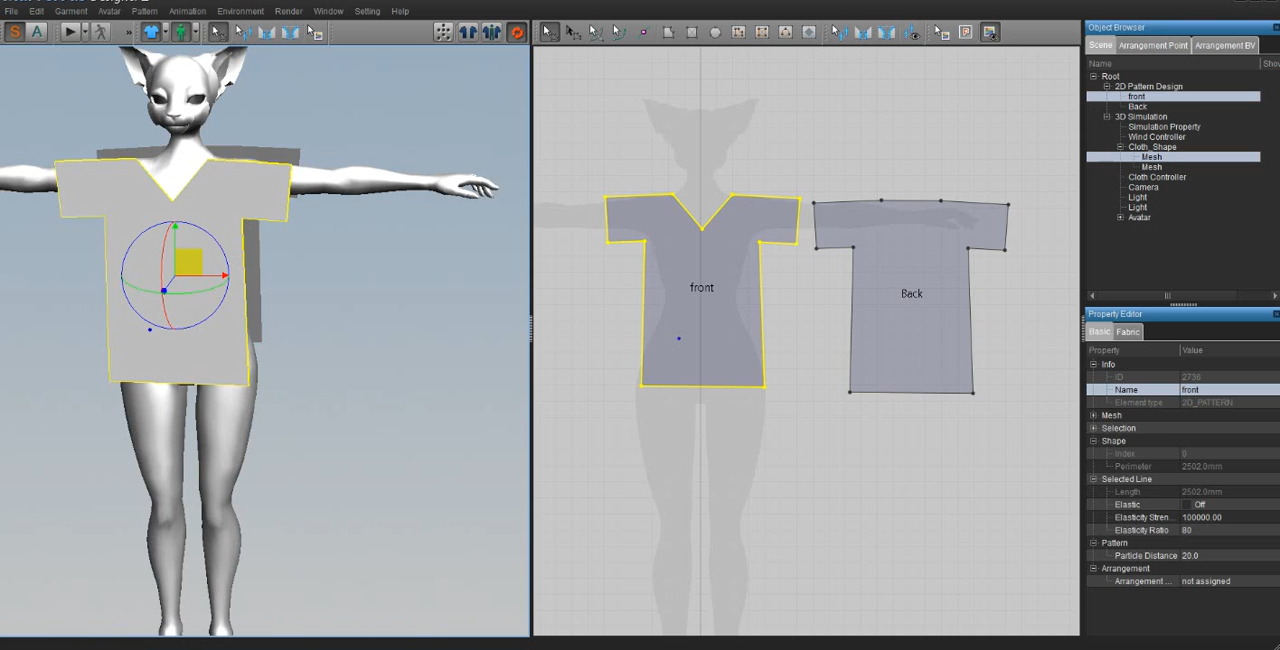 File Edit Garment Avatar Pattern Animation Environment Render Window Setting Help
S A
»
front
Back
Object Browser
Scene Arrangement Point Arrangement BV
Name
Root
2D Pattern Design
front
Back
3D Simulation
Simulation Property
Wind Controller
Cloth_Shape
Mesh
Mesh
Cloth Controller
Camera
Light
Light
Avatar
Property Editor
Basic Fabric
Property Value
Info
ID 2736
Name front
Element type 2D_PATTERN
Mesh
Selection
Shape
Index 0
Perimeter 2502.0mm
Selected Line
Length 2502.0mm
Elastic Off
Elasticity Stren... 100000.00
Elasticity Ratio 80
Pattern
Particle Distance 20.0
Arrangement
Arrangement ... not assigned